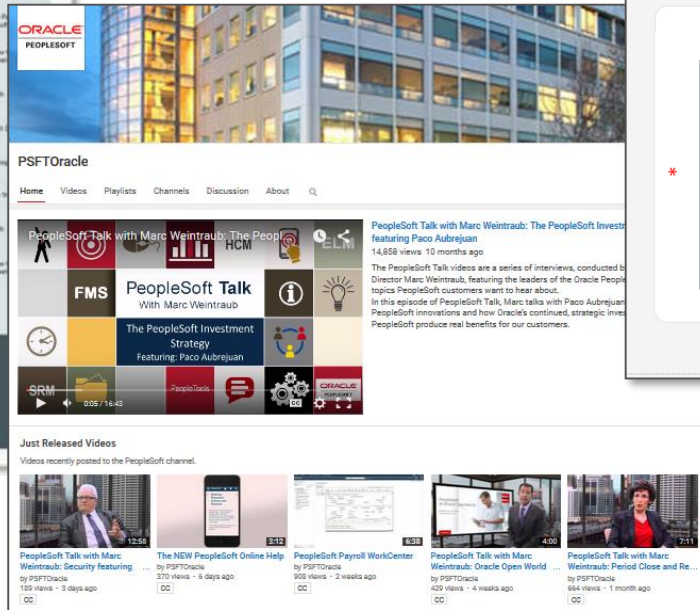 ORACLE
PEOPLESOFT
PSFTOracle
Home Videos Playlists Channels Discussion About
PeopleSoft Talk with Marc Weintraub: The Peop
HCM
ELM
FMS
PeopleSoft Talk
With Marc Weintraub
The PeopleSoft Investment
Strategy
Featuring: Paco Aubrejuan
SRM
PeopleTools
ORACLE
PEOPLESOFT
0:05 / 16:43
CC
PeopleSoft Talk with Marc Weintraub: The PeopleSoft Investm
featuring Paco Aubrejuan
14,858 views 10 months ago
The PeopleSoft Talk videos are a series of interviews, conducted b
Director Marc Weintraub, featuring the leaders of the Oracle People
topics PeopleSoft customers want to hear about.
In this episode of PeopleSoft Talk, Marc talks with Paco Aubrejuan
PeopleSoft innovations and how Oracle's continued, strategic inves
PeopleSoft produce real benefits for our customers.
*
Just Released Videos
Videos recently posted to the PeopleSoft channel.
12:58
PeopleSoft Talk with Marc
Weintraub: Security featuring ...
by PSFTOracle
189 views · 3 days ago
CC
3:12
The NEW PeopleSoft Online Help
by PSFTOracle
370 views · 6 days ago
CC
6:38
PeopleSoft Payroll WorkCenter
by PSFTOracle
908 views · 2 weeks ago
CC
4:00
PeopleSoft Talk with Marc
Weintraub: Oracle Open World ...
by PSFTOracle
429 views · 4 weeks ago
CC
7:11
PeopleSoft Talk with Marc
Weintraub: Period Close and Re...
by PSFTOracle
664 views · 1 month ago
CC